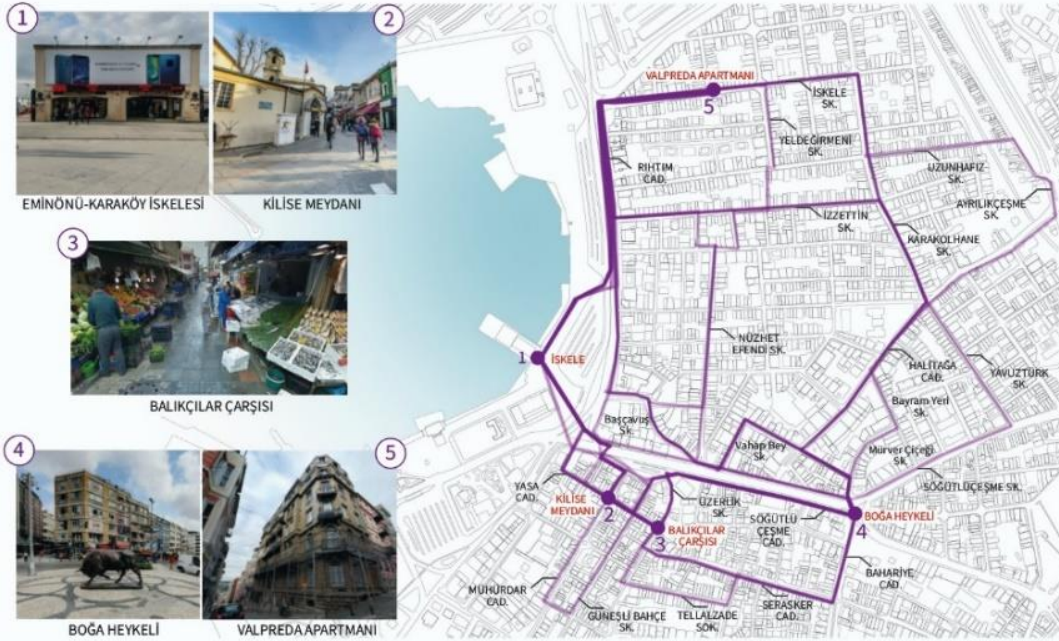 1
2
EMİNÖNÜ-KARAKÖY İSKELESİ
KİLİSE MEYDANI
3
BALIKÇILAR ÇARŞISI
4
5
BOĞA HEYKELİ
VALPREDA APARTMANI
VALPREDA APARTMANI
5
İSKELE
SK.
YELDEĞİRMENİ
SK.
RIHTIM
CAD.
UZUNHAFIZ
SK.
AYRILIKÇEŞME
SK.
İZZETTİN
SK.
KARAKOLHANE
SK.
NÜZHET
EFENDİ SK.
1
İSKELE
HALİTAĞA
CAD.
YAVUZTÜRK
SK.
Bayram Yeri
Sk.
Başçavuş
Sk.
Vahap Bey
Sk.
Mürver Çiçeği
Sk.
SÖĞÜTLÜÇEŞME SK.
YASA
CAD.
KİLİSE
MEYDANI
2
ÜZERLİK
SK.
3
BALIKÇILAR
ÇARŞISI
SÖĞÜTLÜ
ÇEŞME
CAD.
4
BOĞA HEYKELİ
BAHARİYE
CAD.
MÜHÜRDAR
CAD.
GÜNEŞLİ BAHÇE
SK.
TELLALZADE
SOK.
SERASKER
CAD.